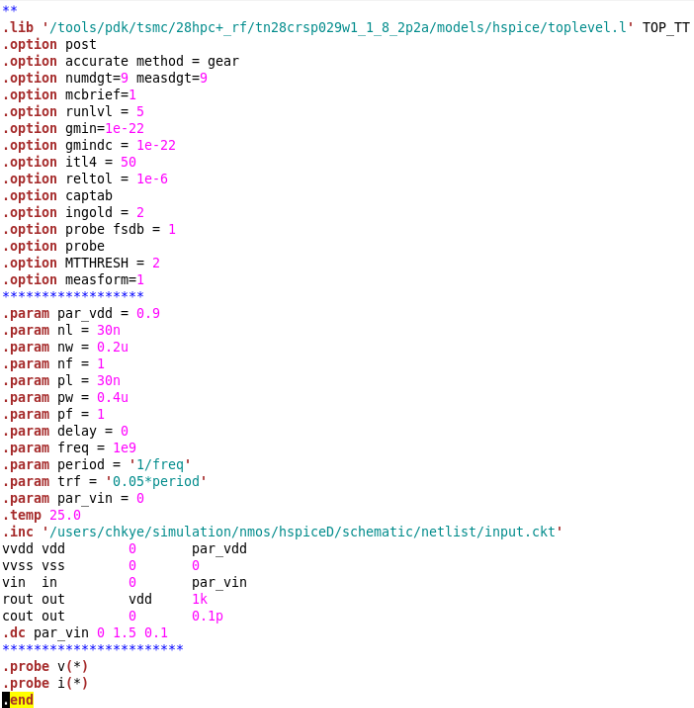 **
.lib '/tools/pdk/tsmc/28hpc+_rf/tn28crsp029w1_1_8_2p2a/models/hspice/toplevel.l' TOP_TT
.option post
.option accurate method = gear
.option numdgt=9 measdgt=9
.option mcbrief=1
.option runlvl = 5
.option gmin=1e-22
.option gmindc = 1e-22
.option itl4 = 50
.option reltol = 1e-6
.option captab
.option ingold = 2
.option probe fsdb = 1
.option probe
.option MTTHRESH = 2
.option measform=1
******************
.param par_vdd = 0.9
.param nl = 30n
.param nw = 0.2u
.param nf = 1
.param pl = 30n
.param pw = 0.4u
.param pf = 1
.param delay = 0
.param freq = 1e9
.param period = '1/freq'
.param trf = '0.05*period'
.param par_vin = 0
.temp 25.0
.inc '/users/chkye/simulation/nmos/hspiceD/schematic/netlist/input.ckt'
vvdd vdd 0 par_vdd
vvss vss 0 0
vin in 0 par_vin
rout out vdd 1k
cout out 0 0.1p
.dc par_vin 0 1.5 0.1
***********************
.probe v(*)
.probe i(*)
.end